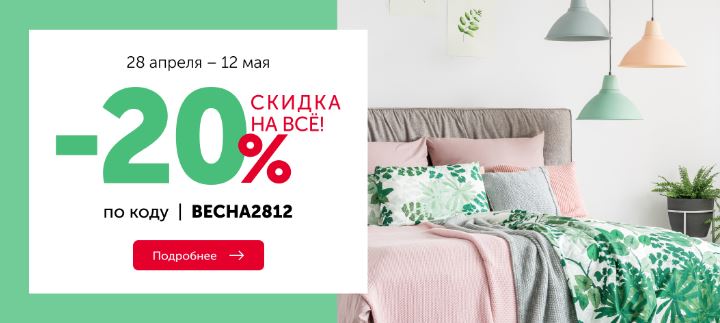 28 апреля – 12 мая
-20%
СКИДКА
НА ВСЁ!
по коду | ВЕСНА2812
Подробнее →